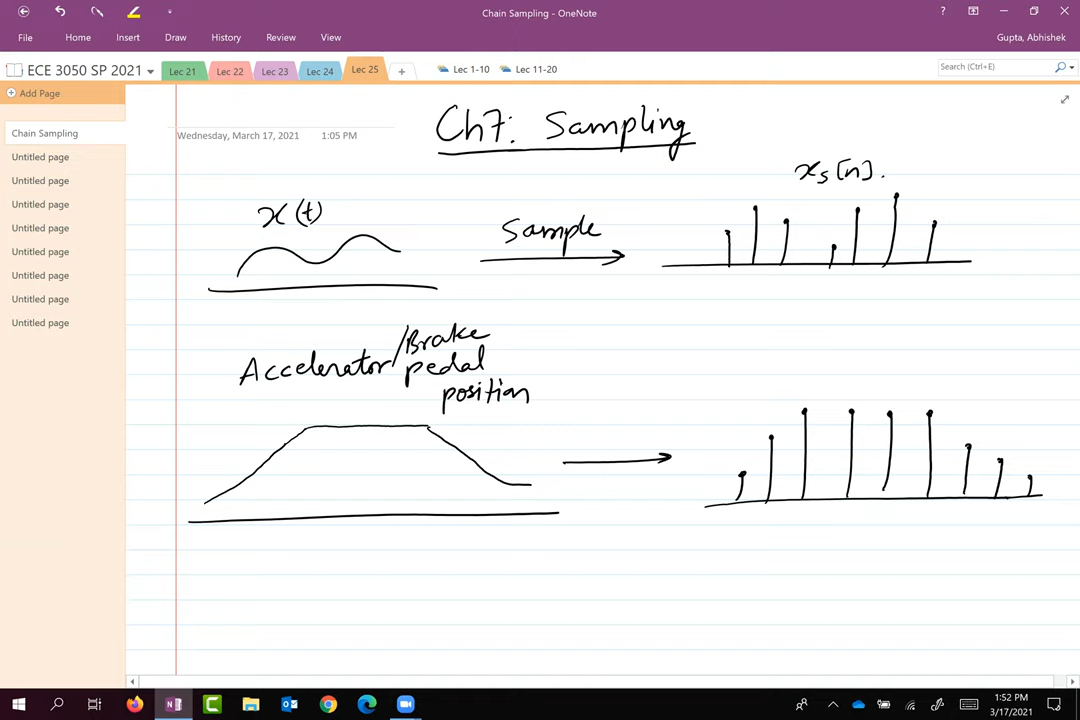 Chain Sampling - OneNote
?
File Home Insert Draw History Review View
Gupta, Abhishek
ECE 3050 SP 2021
Lec 21 Lec 22 Lec 23 Lec 24 Lec 25 + Lec 1-10 Lec 11-20
Search (Ctrl+E)
Add Page
Chain Sampling
Untitled page
Untitled page
Untitled page
Untitled page
Untitled page
Untitled page
Untitled page
Untitled page
Wednesday, March 17, 2021 1:05 PM
Ch7: Sampling
x(t)
Sample
xs[n].
Accelerator/Brake
pedal
position
1:52 PM
3/17/2021